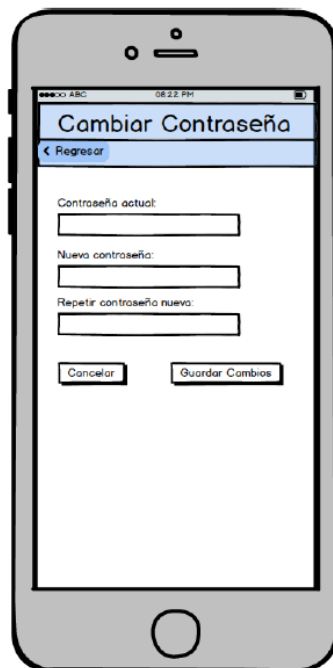 ABC 08:22 PM
Cambiar Contraseña
< Regresar
Contraseña actual:
Nueva contraseña:
Repetir contraseña nueva:
Cancelar Guardar Cambios